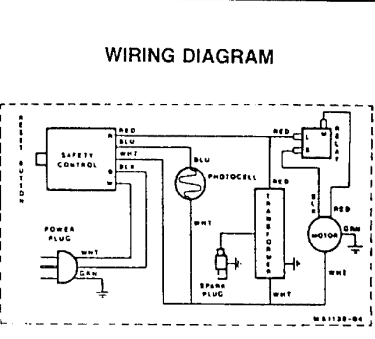 WIRING DIAGRAM
RESET BUTTON
SAFETY CONTROL
R
B
W
RED
BLU
WHT
BLK
BLU
PHOTOCELL
WHT
RED
L
M
S
RELAY
RED
TRANSFORMER
BLK
RED
MOTOR
GRN
WHT
POWER PLUG
WHT
GRN
SPARK PLUG
WHT